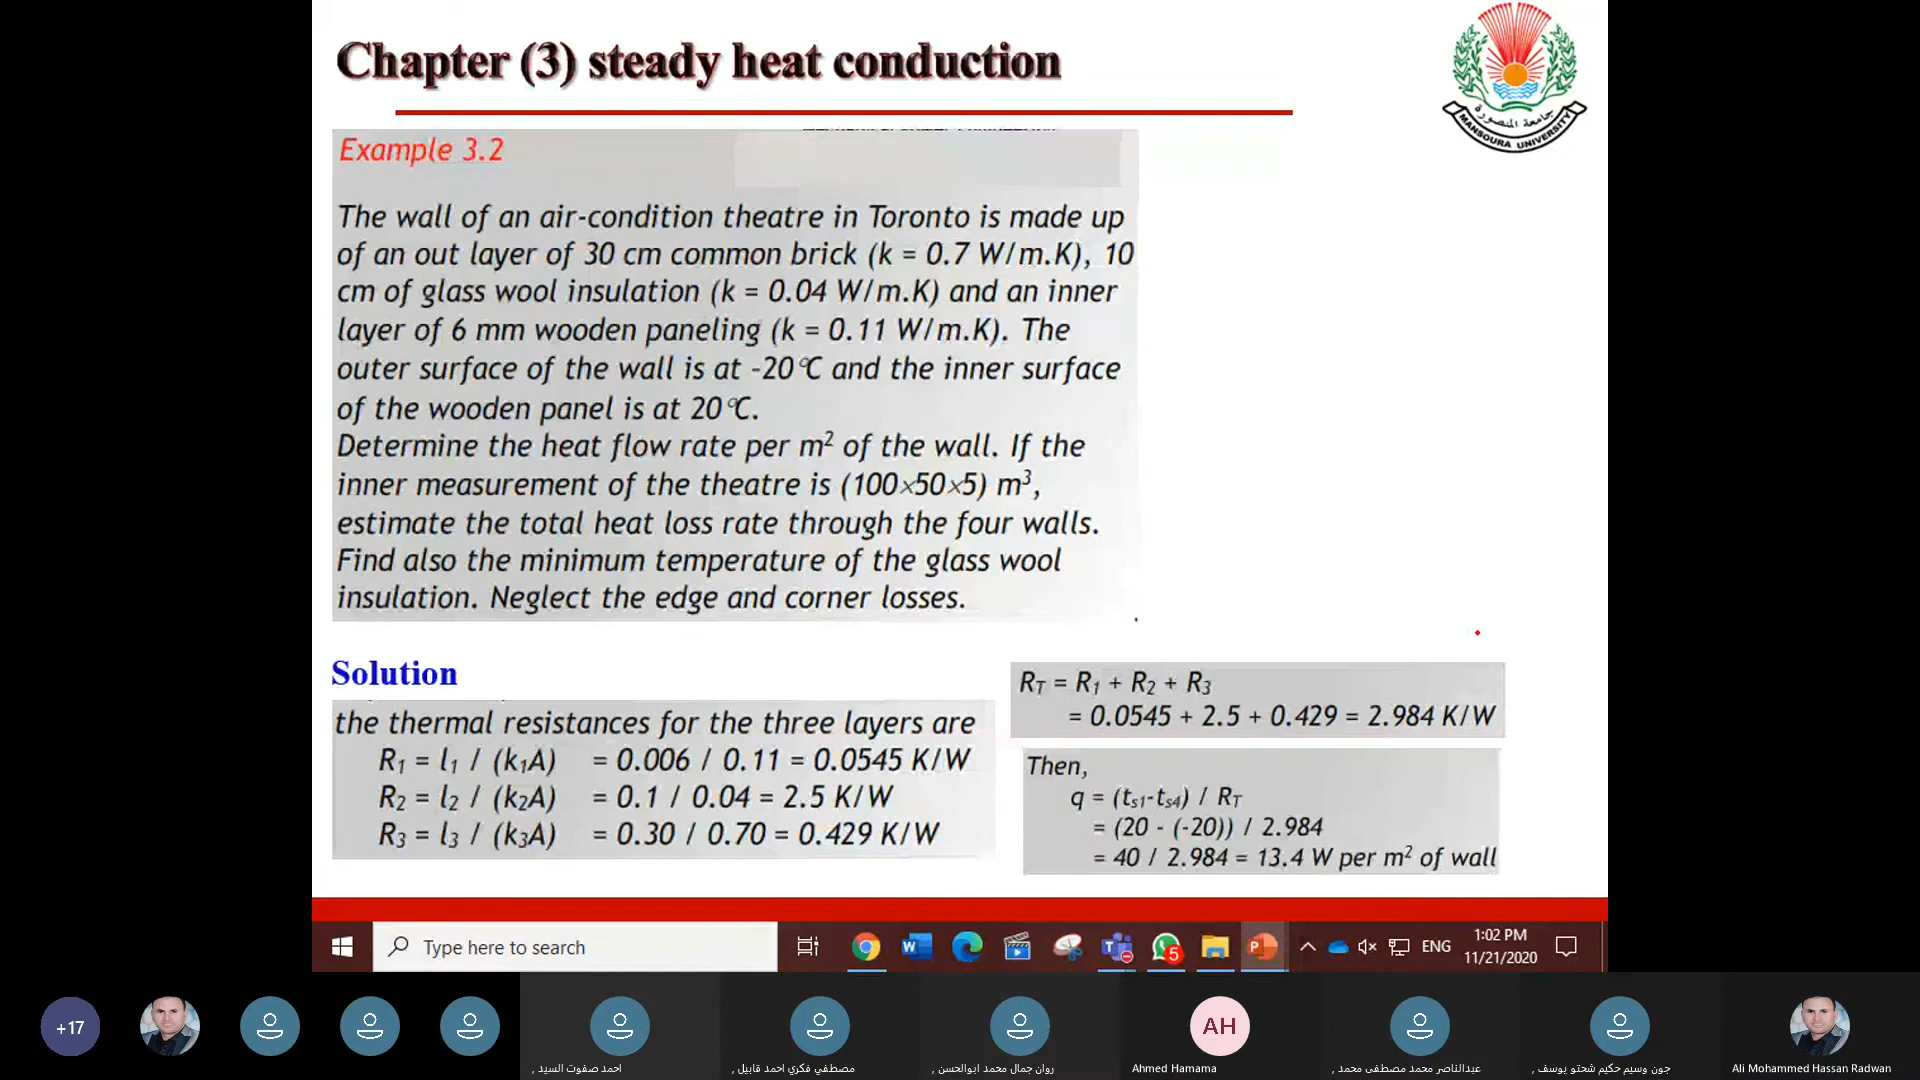 Chapter (3) steady heat conduction
جامعة المنصورة
MANSOURA UNIVERSITY
Example 3.2
The wall of an air-condition theatre in Toronto is made up
of an out layer of 30 cm common brick (k = 0.7 W/m.K), 10
cm of glass wool insulation (k = 0.04 W/m.K) and an inner
layer of 6 mm wooden paneling (k = 0.11 W/m.K). The
outer surface of the wall is at -20°C and the inner surface
of the wooden panel is at 20°C.
Determine the heat flow rate per m² of the wall. If the
inner measurement of the theatre is (100×50×5) m³,
estimate the total heat loss rate through the four walls.
Find also the minimum temperature of the glass wool
insulation. Neglect the edge and corner losses.
Solution
the thermal resistances for the three layers are
R₁ = l₁ / (k₁A) = 0.006 / 0.11 = 0.0545 K/W
R₂ = l₂ / (k₂A) = 0.1 / 0.04 = 2.5 K/W
R₃ = l₃ / (k₃A) = 0.30 / 0.70 = 0.429 K/W
R_T = R₁ + R₂ + R₃
= 0.0545 + 2.5 + 0.429 = 2.984 K/W
Then,
q = (t_s1-t_s4) / R_T
= (20 - (-20)) / 2.984
= 40 / 2.984 = 13.4 W per m² of wall
Type here to search
5
ENG
1:02 PM
11/21/2020
+17
AH
احمد صفوت السيد ,
مصطفي فكري احمد قابيل ,
روان جمال محمد ابوالحسن ,
Ahmed Hamama
عبدالناصر محمد مصطفى محمد ,
جون وسيم حكيم شحتو يوسف ,
Ali Mohammed Hassan Radwan